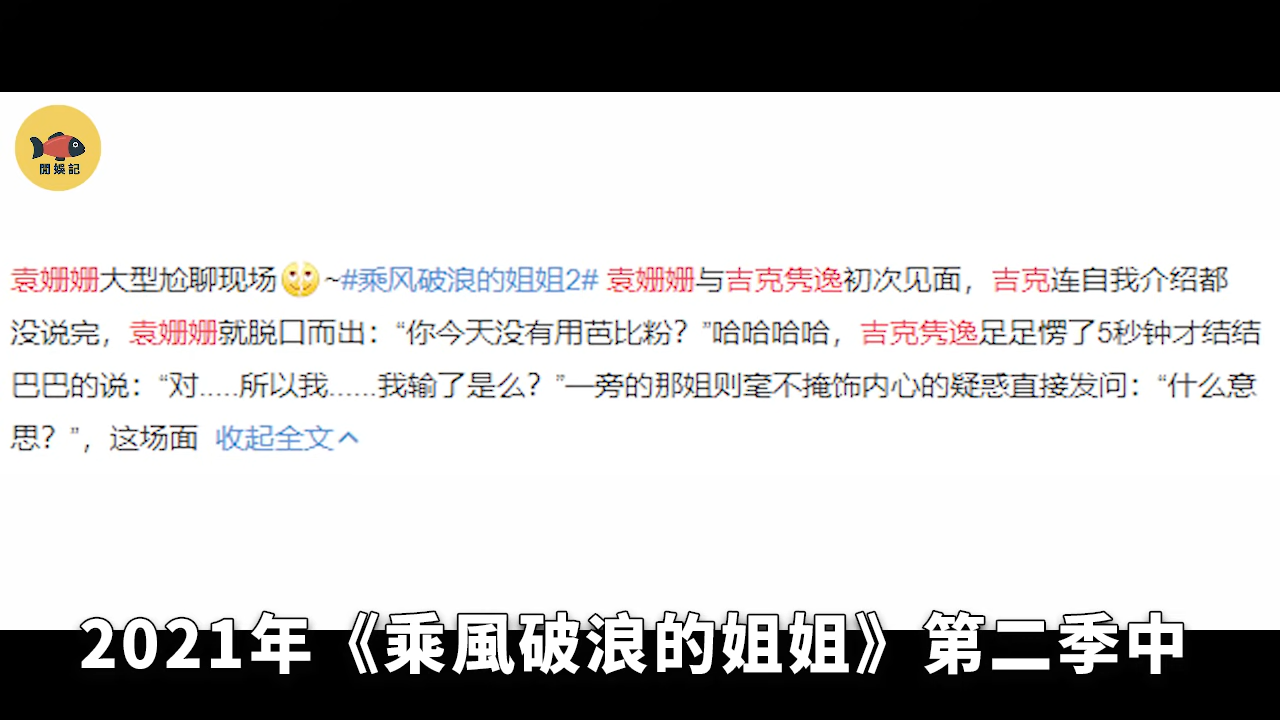 閒娛記
袁姗姗大型尬聊现场~#乘风破浪的姐姐2# 袁姗姗与吉克隽逸初次见面，吉克连自我介绍都
没说完，袁姗姗就脱口而出：“你今天没有用芭比粉？”哈哈哈哈，吉克隽逸足足愣了5秒钟才结结
巴巴的说：“对.....所以我......我输了是么？”一旁的那姐则毫不掩饰内心的疑惑直接发问：“什么意
思？”，这场面 收起全文
2021年《乘風破浪的姐姐》第二季中